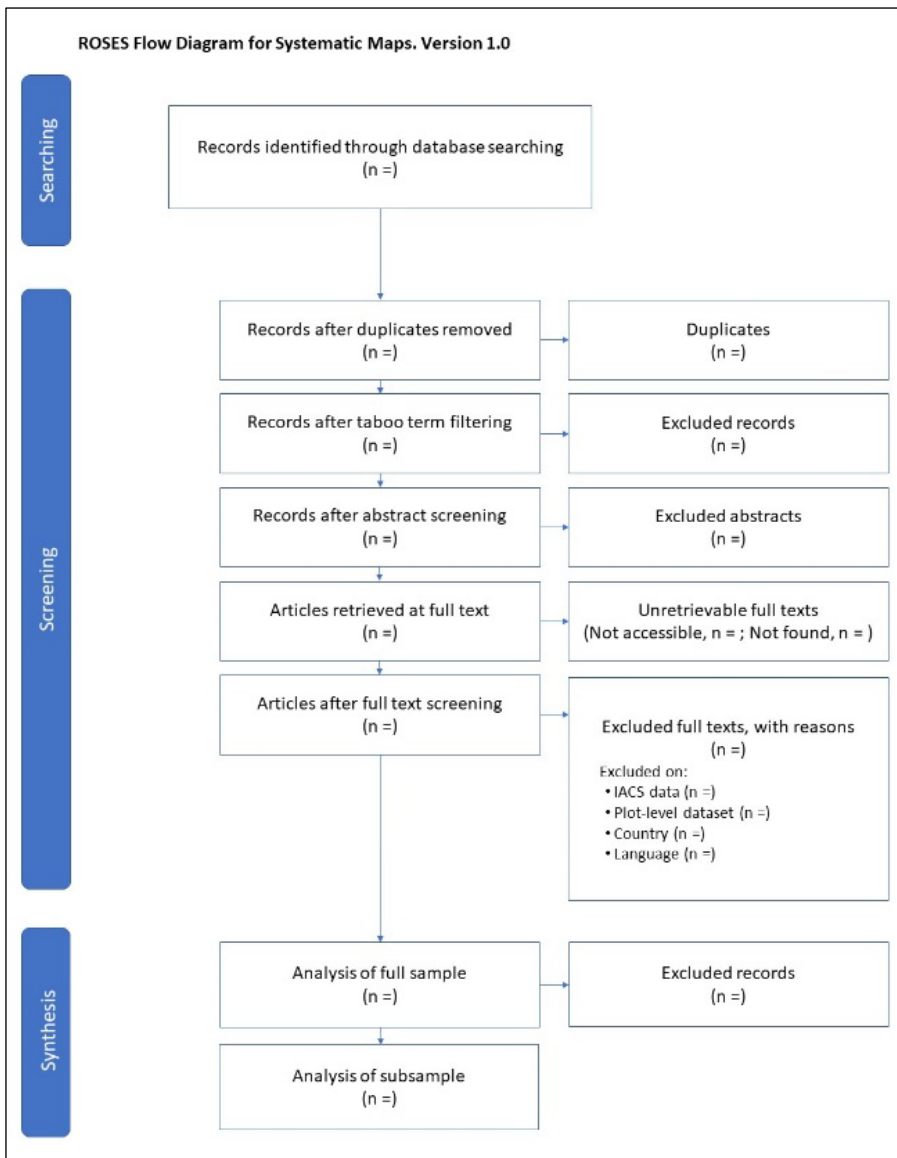 ROSES Flow Diagram for Systematic Maps. Version 1.0
Searching
Records identified through database searching
(n =)
Screening
Records after duplicates removed
(n =)
Duplicates
(n =)
Records after taboo term filtering
(n =)
Excluded records
(n =)
Records after abstract screening
(n =)
Excluded abstracts
(n =)
Articles retrieved at full text
(n =)
Unretrievable full texts
(Not accessible, n = ; Not found, n = )
Articles after full text screening
(n =)
Excluded full texts, with reasons
(n =)
Excluded on:
• IACS data (n =)
• Plot-level dataset (n =)
• Country (n =)
• Language (n =)
Synthesis
Analysis of full sample
(n =)
Excluded records
(n =)
Analysis of subsample
(n =)